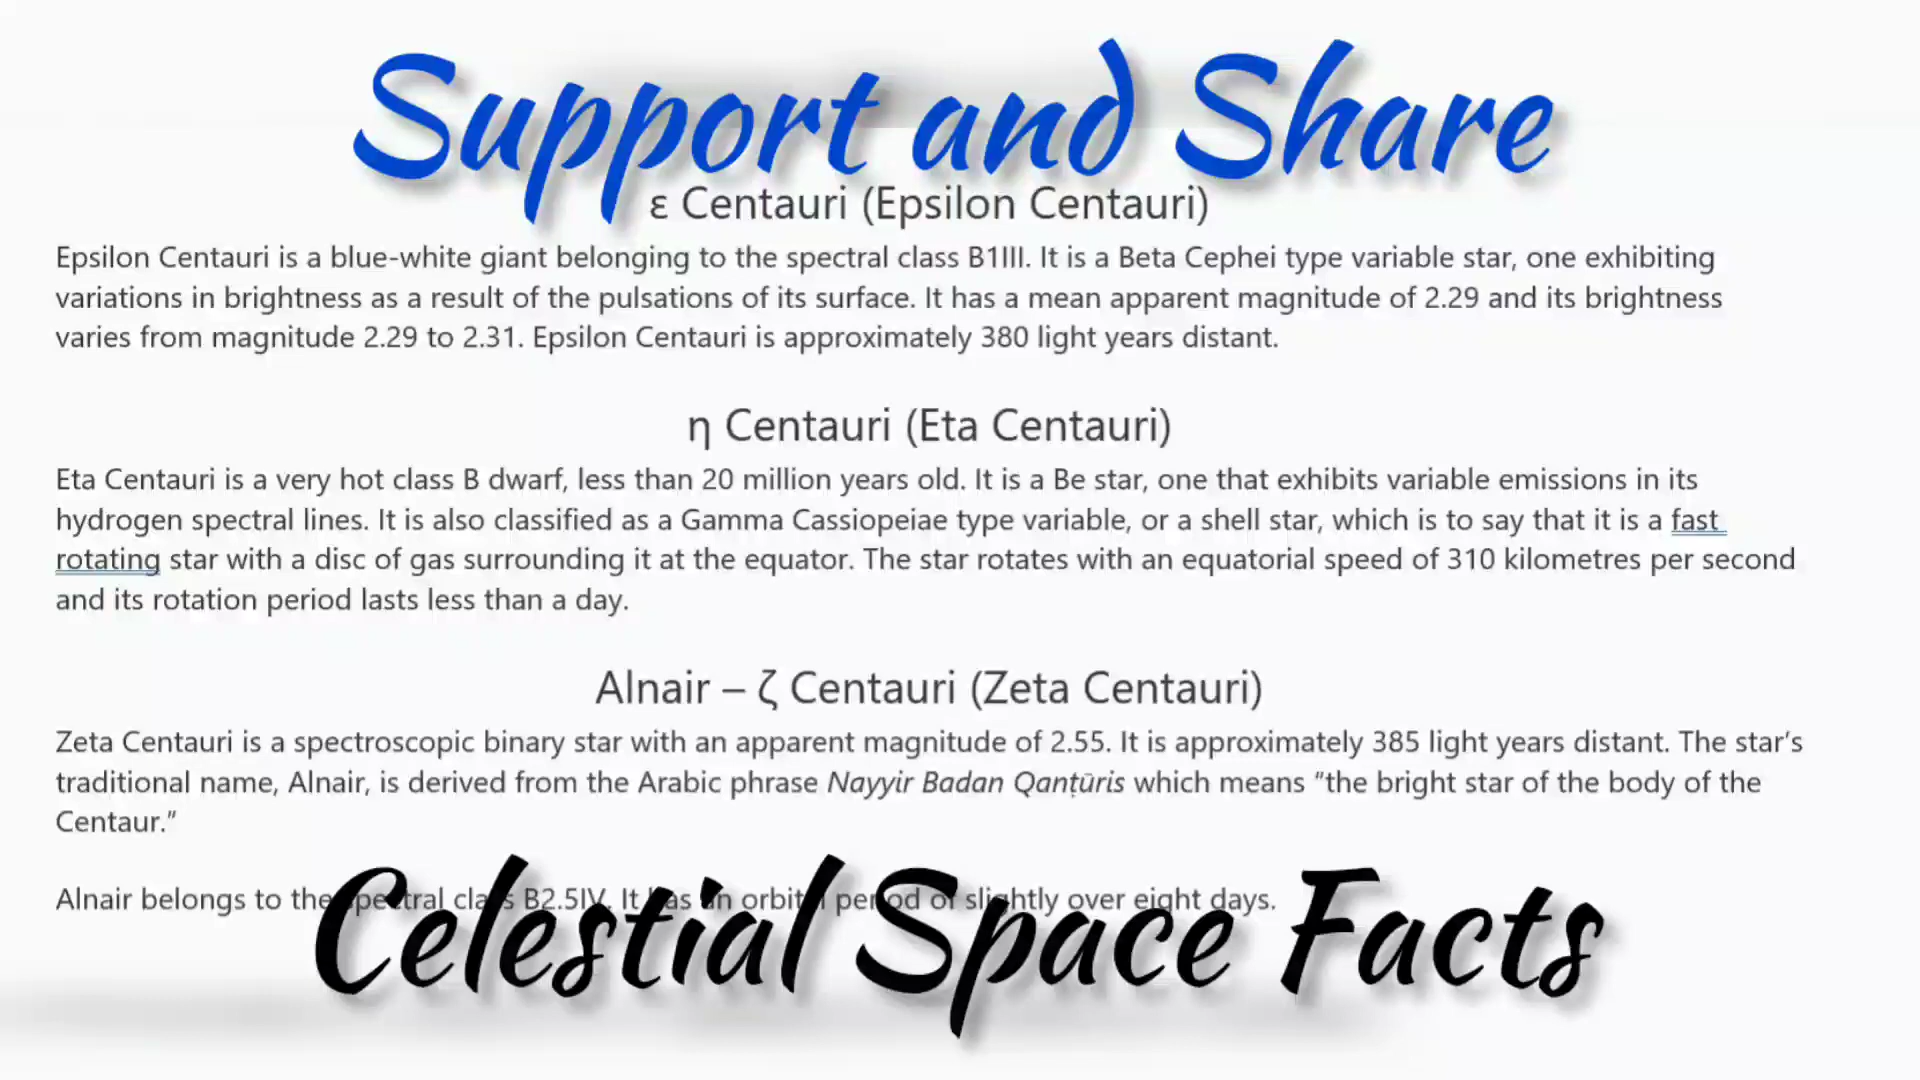 Support and Share
ε Centauri (Epsilon Centauri)
Epsilon Centauri is a blue-white giant belonging to the spectral class B1III. It is a Beta Cephei type variable star, one exhibiting
variations in brightness as a result of the pulsations of its surface. It has a mean apparent magnitude of 2.29 and its brightness
varies from magnitude 2.29 to 2.31. Epsilon Centauri is approximately 380 light years distant.
η Centauri (Eta Centauri)
Eta Centauri is a very hot class B dwarf, less than 20 million years old. It is a Be star, one that exhibits variable emissions in its
hydrogen spectral lines. It is also classified as a Gamma Cassiopeiae type variable, or a shell star, which is to say that it is a fast
rotating star with a disc of gas surrounding it at the equator. The star rotates with an equatorial speed of 310 kilometres per second
and its rotation period lasts less than a day.
Alnair – ζ Centauri (Zeta Centauri)
Zeta Centauri is a spectroscopic binary star with an apparent magnitude of 2.55. It is approximately 385 light years distant. The star’s
traditional name, Alnair, is derived from the Arabic phrase Nayyir Badan Qanṭūris which means “the bright star of the body of the
Centaur.”
Alnair belongs to the spectral class B2.5IV. It has an orbital period of slightly over eight days.
Celestial Space Facts